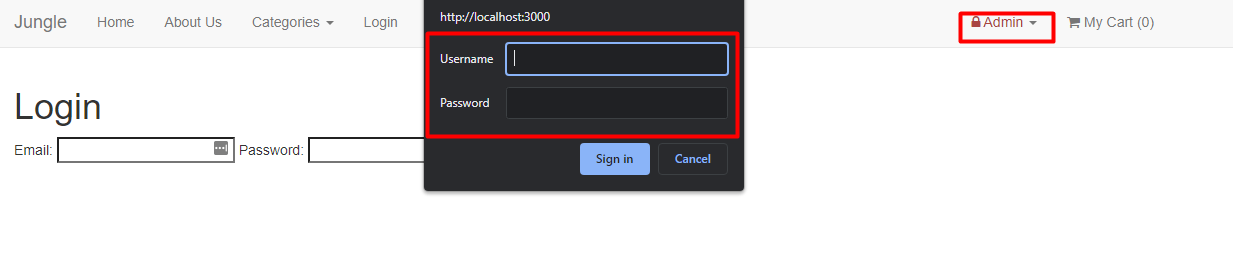 Jungle Home About Us Categories Login Admin My Cart (0)
http://localhost:3000
Username
Password
Sign in Cancel
Login
Email: Password: